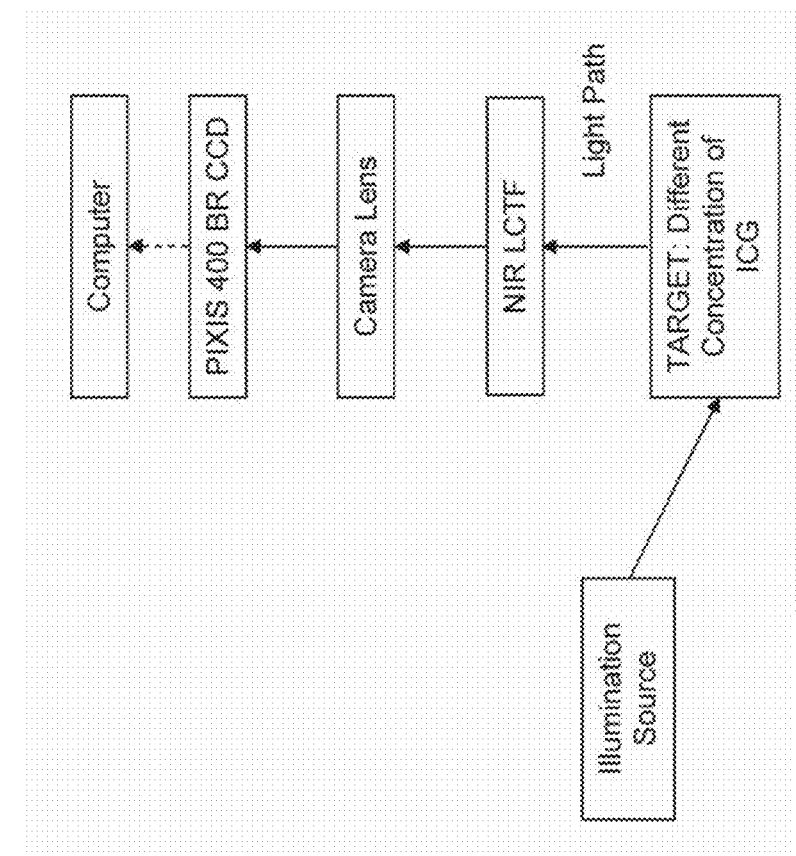 Computer
PIXIS 400 BR CCD
Camera Lens
NIR LCTF
Light Path
TARGET: Different
Concentration of
ICG
Illumination
Source